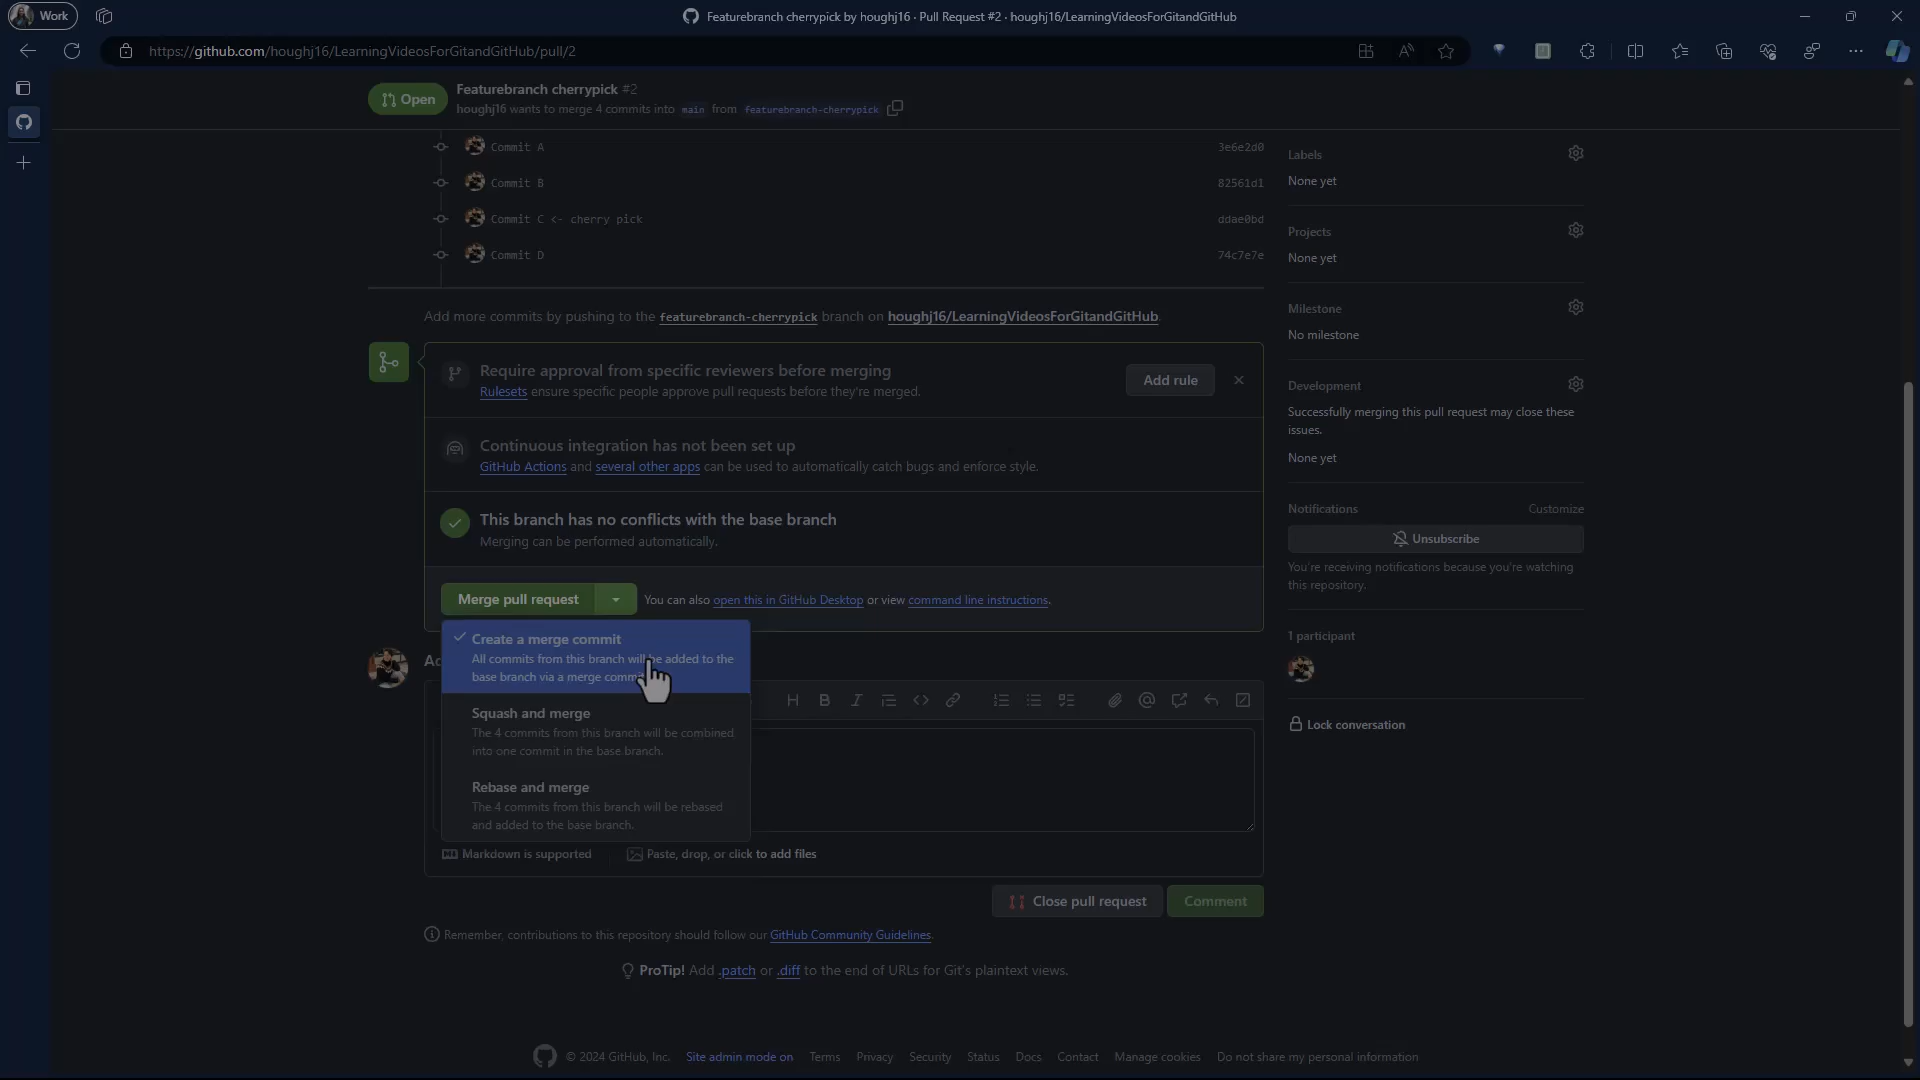 Work
Featurebranch cherrypick by houghj16 · Pull Request #2 · houghj16/LearningVideosForGitandGitHub
https://github.com/houghj16/LearningVideosForGitandGitHub/pull/2
Open
Featurebranch cherrypick #2
houghj16 wants to merge 4 commits into main from featurebranch-cherrypick
Commit A 3e6e2d0
Commit B 82561d1
Commit C <- cherry pick ddae0bd
Commit D 74c7e7e
Add more commits by pushing to the featurebranch-cherrypick branch on houghj16/LearningVideosForGitandGitHub.
Require approval from specific reviewers before merging
Rulesets ensure specific people approve pull requests before they're merged.
Add rule
Continuous integration has not been set up
GitHub Actions and several other apps can be used to automatically catch bugs and enforce style.
This branch has no conflicts with the base branch
Merging can be performed automatically.
Merge pull request
You can also open this in GitHub Desktop or view command line instructions.
Create a merge commit
All commits from this branch will be added to the
base branch via a merge
Squash and merge
The 4 commits from this branch will be combined
into one commit in the base branch.
Rebase and merge
The 4 commits from this branch will be rebased
and added to the base branch.
Markdown is supported
Paste, drop, or click to add files
Close pull request
Comment
Remember, contributions to this repository should follow our GitHub Community Guidelines.
ProTip! Add .patch or .diff to the end of URLs for Git's plaintext views.
Labels
None yet
Projects
None yet
Milestone
No milestone
Development
Successfully merging this pull request may close these
issues.
None yet
Notifications
Customize
Unsubscribe
You're receiving notifications because you're watching
this repository.
1 participant
Lock conversation
© 2024 GitHub, Inc.
Site admin mode on
Terms
Privacy
Security
Status
Docs
Contact
Manage cookies
Do not share my personal information